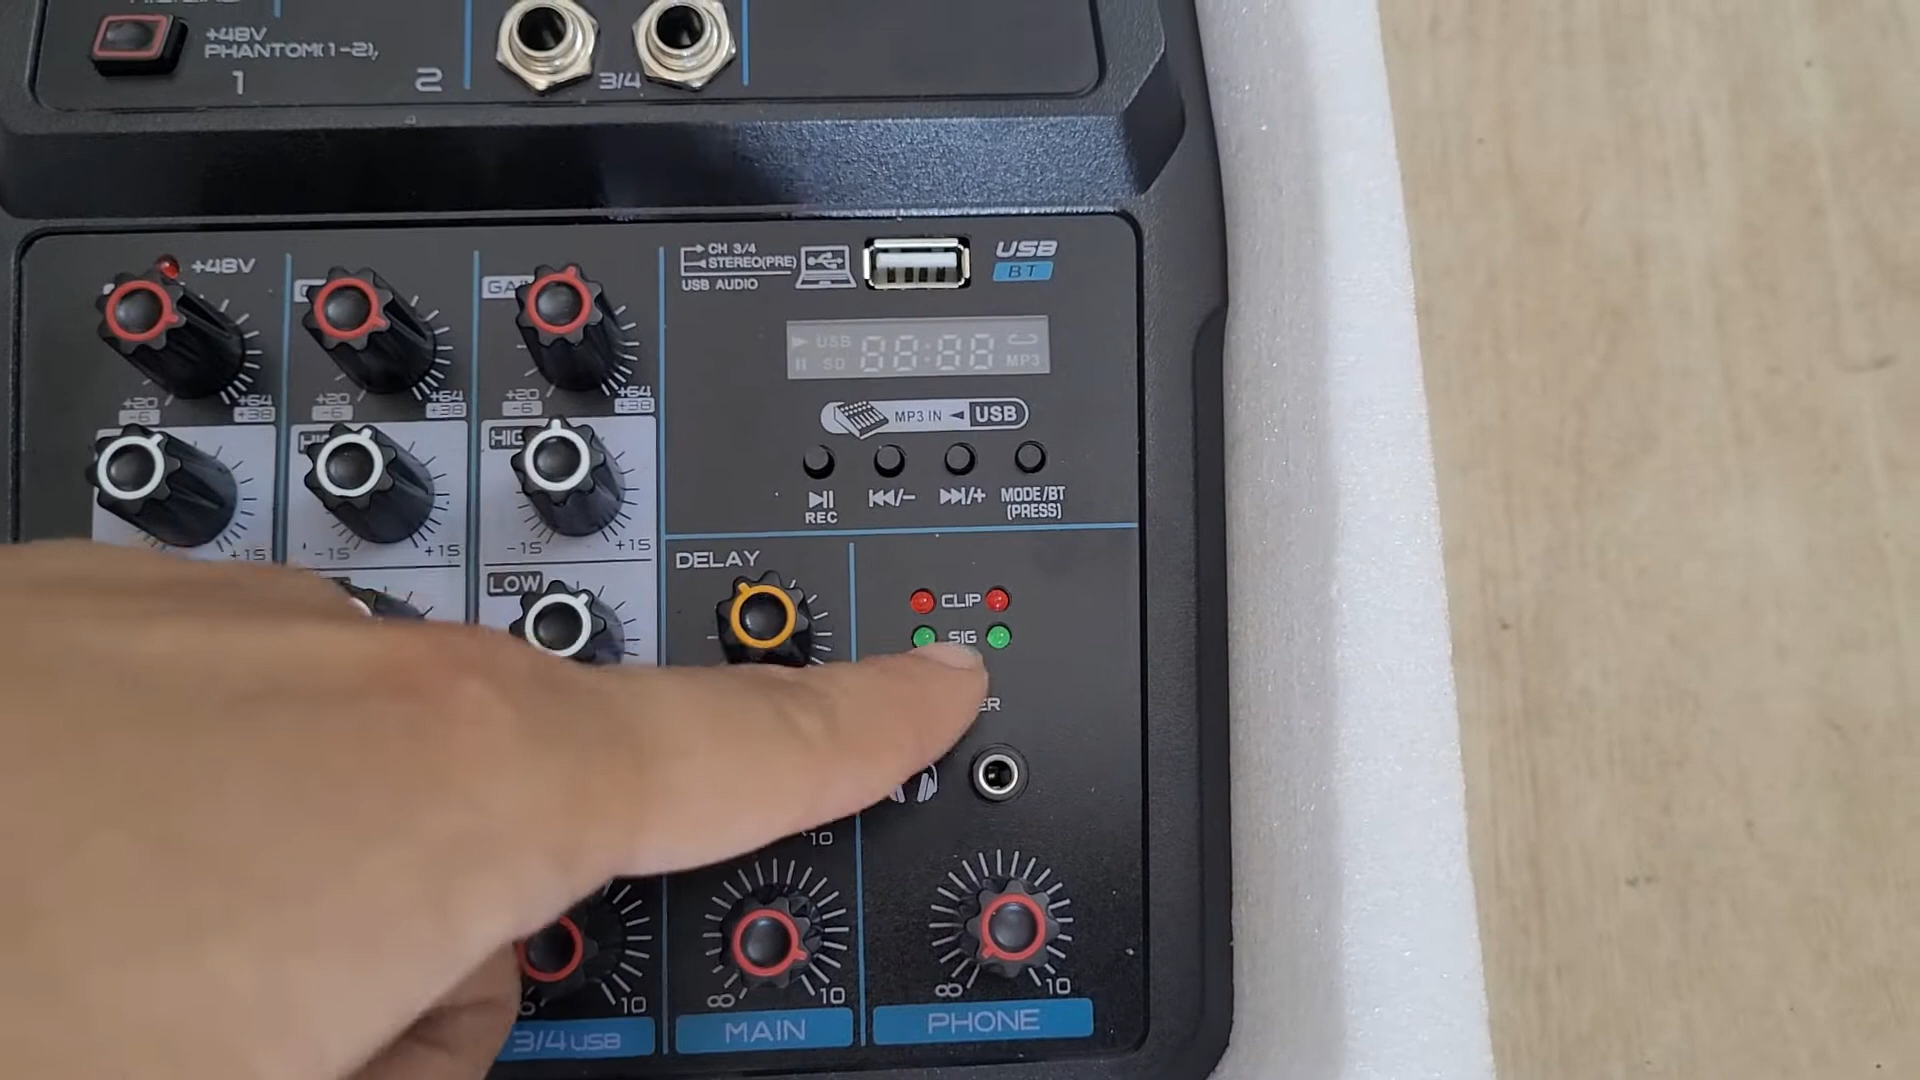 +48V
PHANTOM(1-2),
1
2
3/4
+48V
CH 3/4
STEREO(PRE)
USB AUDIO
USB
BT
USB
88:88
SD
MP3
+20
+64
-6
+38
+20
+64
-6
+38
+20
+64
-6
+38
MP3 IN
USB
REC
-
+
MODE/BT
(PRESS)
+15
-15
+15
-15
+15
LOW
DELAY
CLIP
SIG
10
10
∞
10
∞
10
3/4 USB
MAIN
PHONE